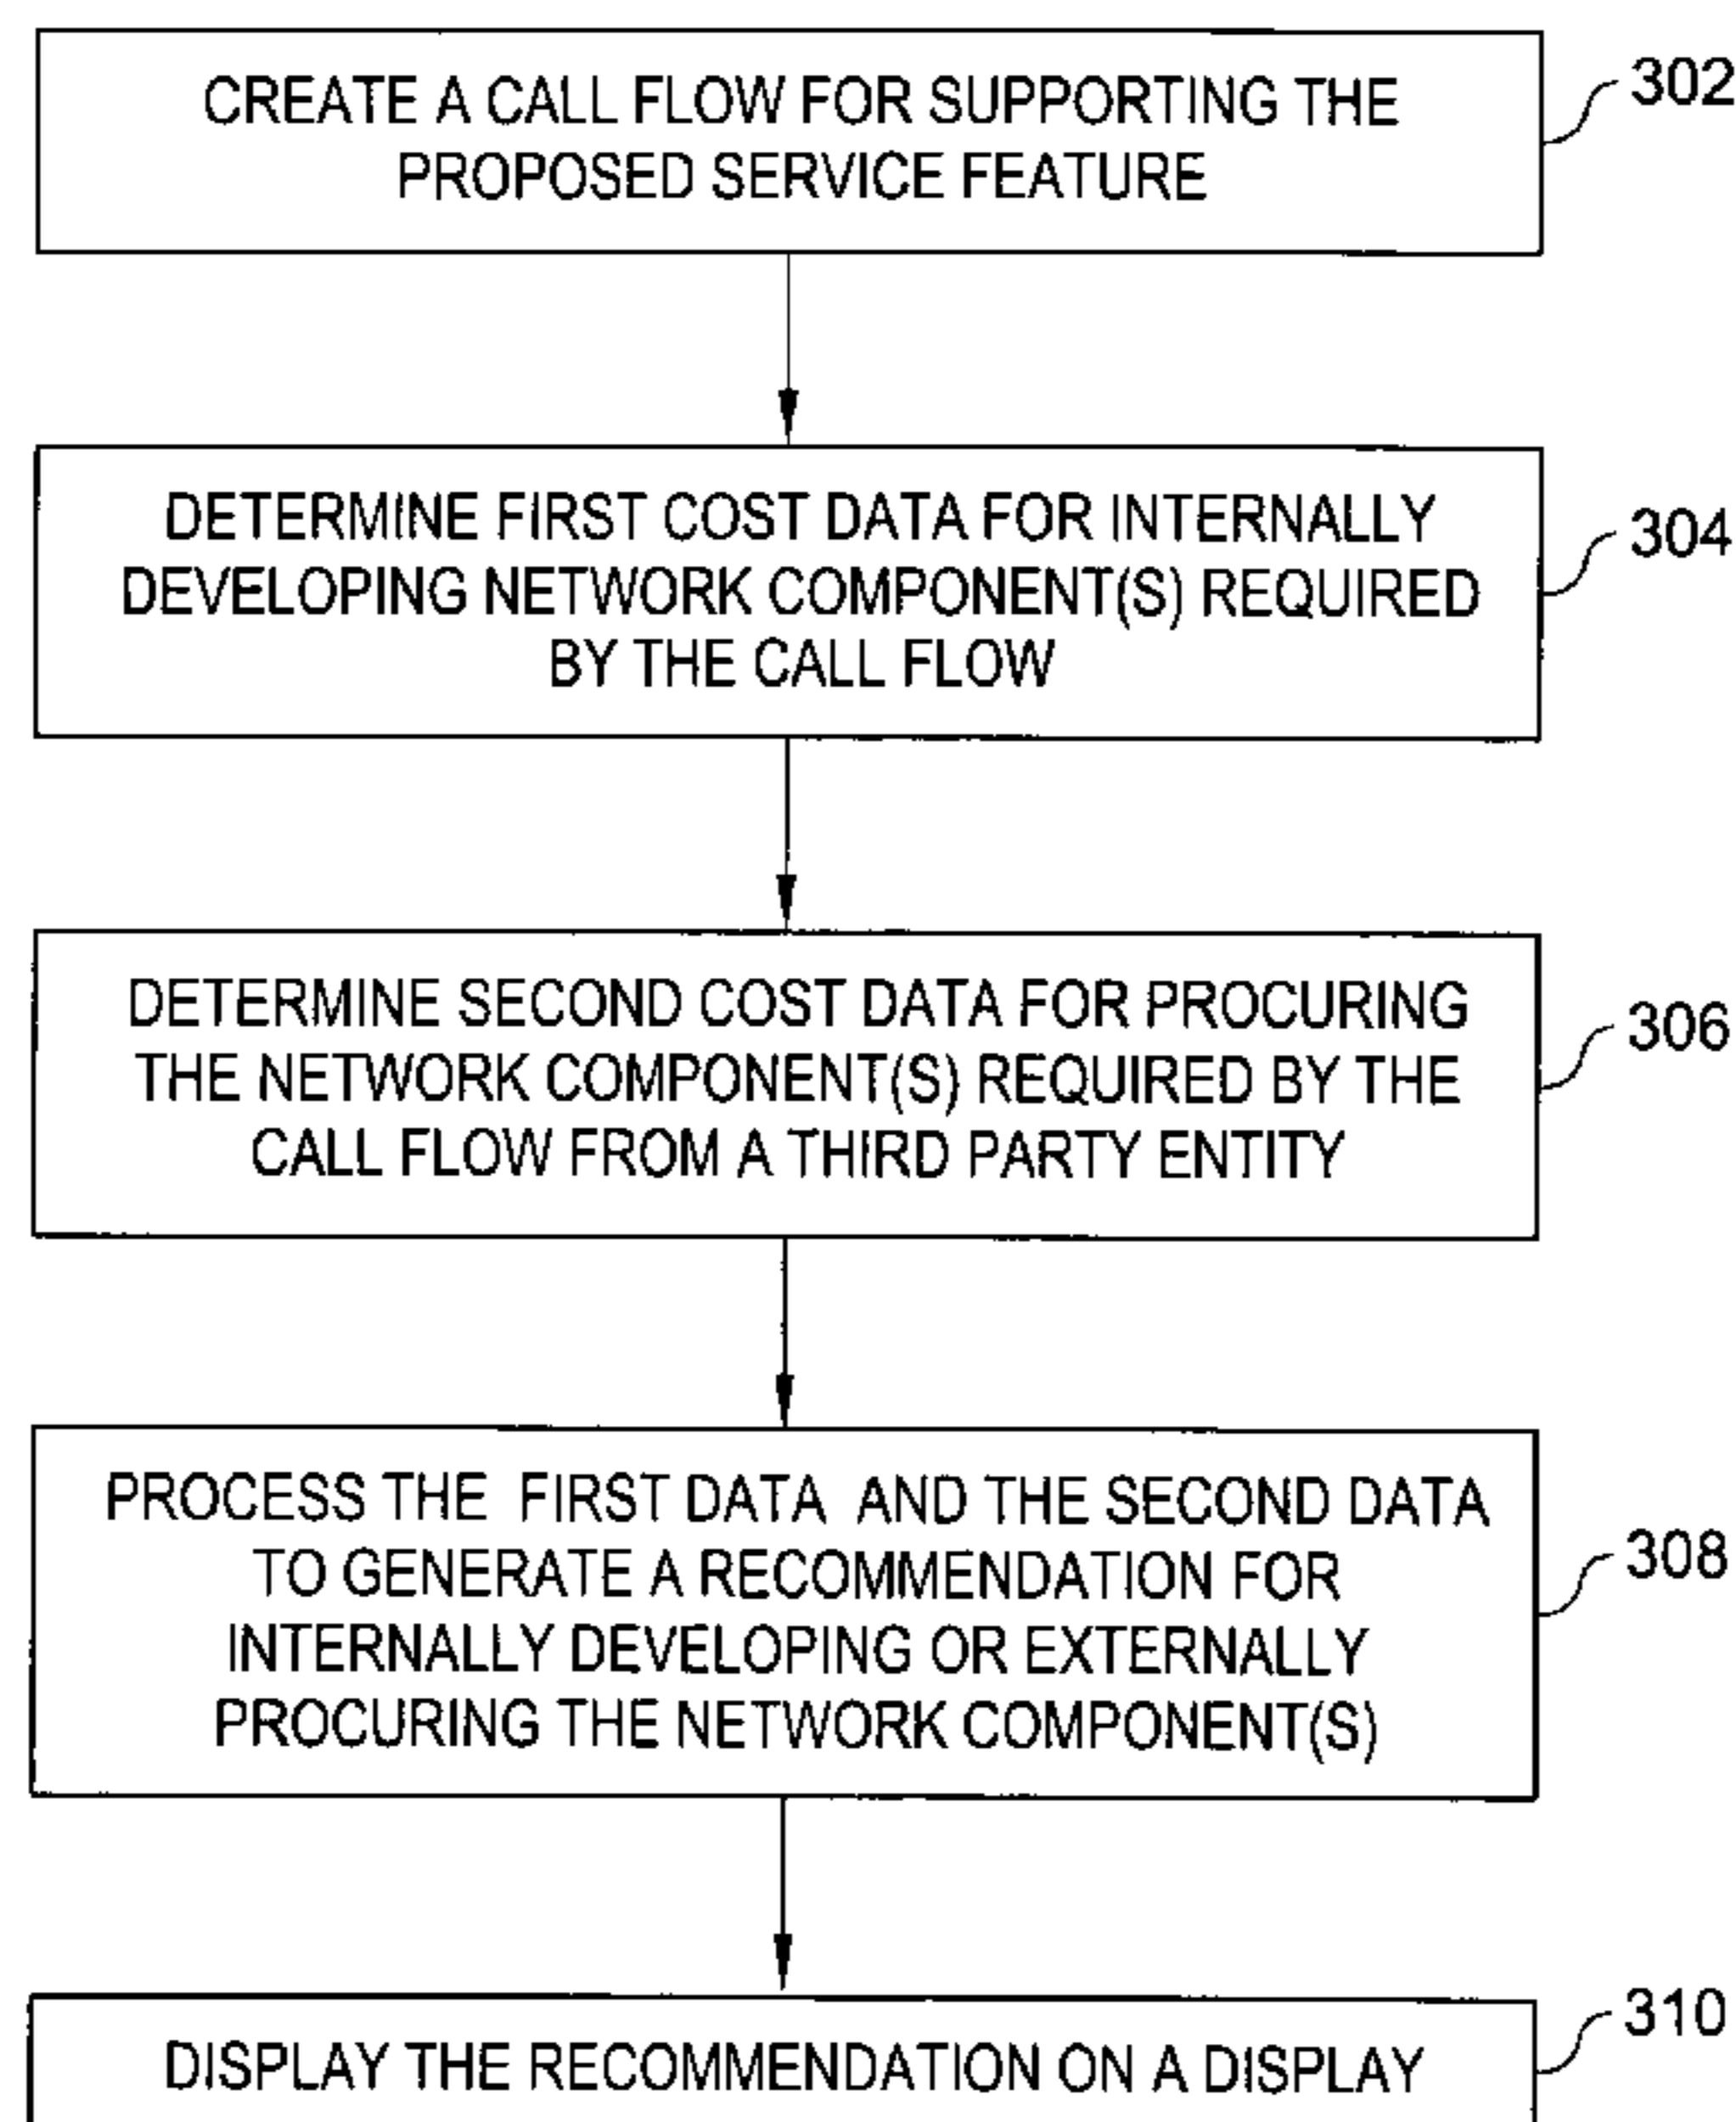 CREATE A CALL FLOW FOR SUPPORTING THE
PROPOSED SERVICE FEATURE
302
DETERMINE FIRST COST DATA FOR INTERNALLY
DEVELOPING NETWORK COMPONENT(S) REQUIRED
BY THE CALL FLOW
304
DETERMINE SECOND COST DATA FOR PROCURING
THE NETWORK COMPONENT(S) REQUIRED BY THE
CALL FLOW FROM A THIRD PARTY ENTITY
306
PROCESS THE FIRST DATA AND THE SECOND DATA
TO GENERATE A RECOMMENDATION FOR
INTERNALLY DEVELOPING OR EXTERNALLY
PROCURING THE NETWORK COMPONENT(S)
308
DISPLAY THE RECOMMENDATION ON A DISPLAY
310